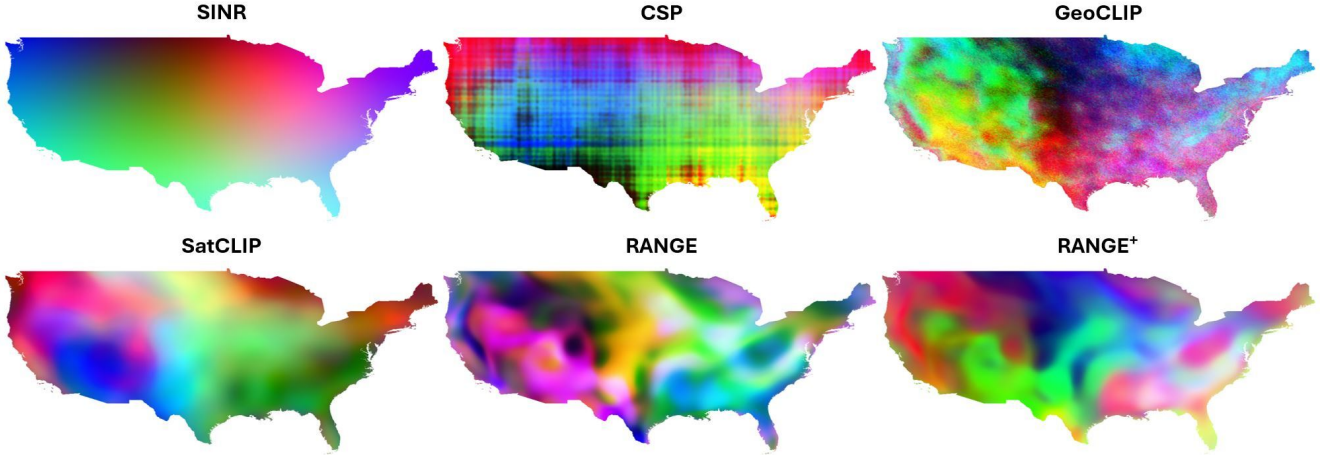 SINR
CSP
GeoCLIP
SatCLIP
RANGE
RANGE⁺